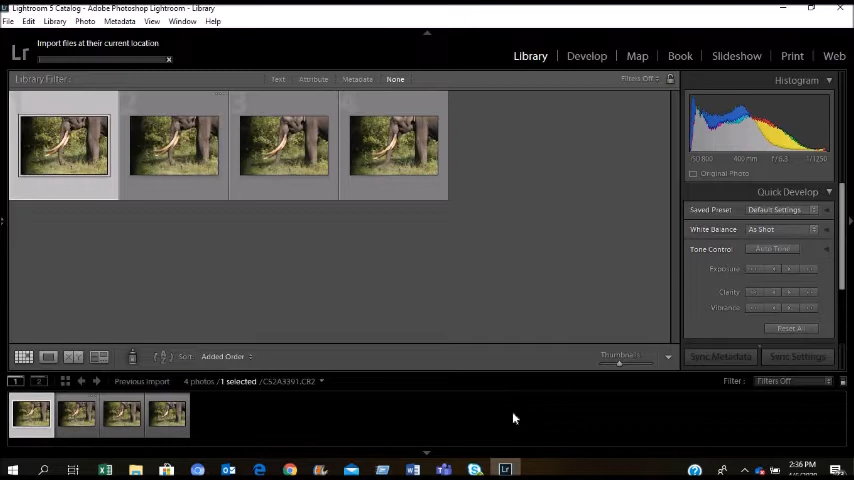 Lightroom 5 Catalog - Adobe Photoshop Lightroom - Library
File Edit Library Photo Metadata View Window Help
Lr Import files at their current location
Library Develop Map Book Slideshow Print Web
Library Filter: Text Attribute Metadata None Filters Off
Histogram
ISO 800 400 mm f / 6.3 1/1250
Original Photo
Quick Develop
Saved Preset Default Settings
White Balance As Shot
Tone Control Auto Tone
Exposure
Clarity
Vibrance
Reset All
Sort Added Order Thumbnails Sync Metadata Sync Settings
1 2 Previous Import 4 photos / 1 selected / CS2A3391.CR2 Filter : Filters Off
Lr 2:36 PM